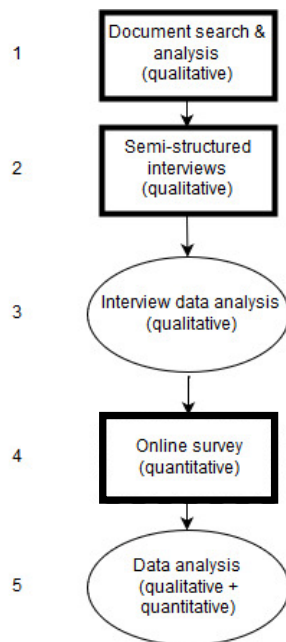 1
Document search &
analysis
(qualitative)
2
Semi-structured
interviews
(qualitative)
3
Interview data analysis
(qualitative)
4
Online survey
(quantitative)
5
Data analysis
(qualitative +
quantitative)